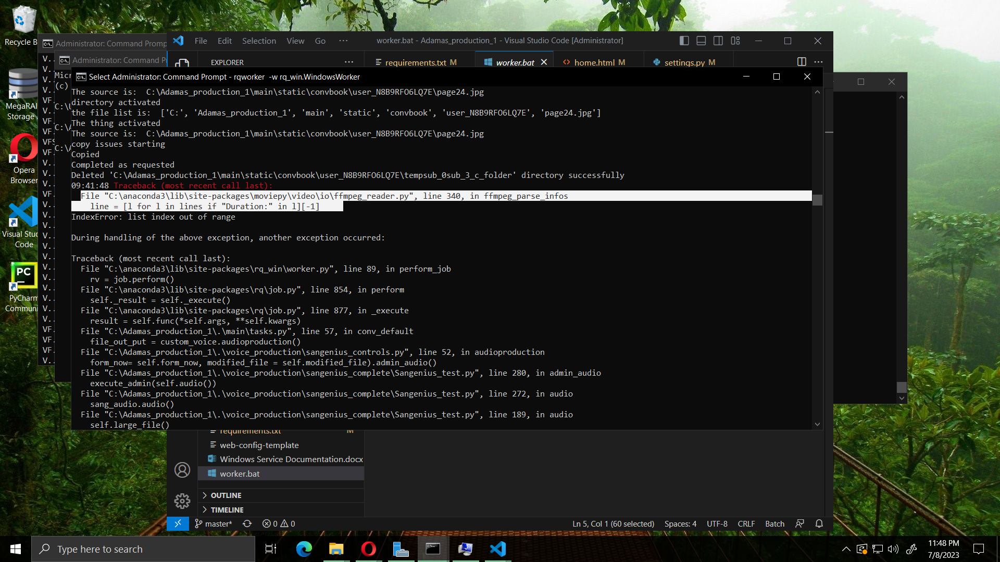 Recycle B
MegaRAI
Storage
Opera
Browser
Visual Stud
Code
PyCharm
Communi
Administrator: Command Promp
Administrator: Command P
Micr
(c)
C:\U
C:\A
C:\A
File Edit Selection View Go ...
worker.bat - Adamas_production_1 - Visual Studio Code [Administrator]
EXPLORER ...
requirements.txt M
worker.bat
home.html M
settings.py M
Select Administrator: Command Prompt - rqworker  -w rq_win.WindowsWorker
The source is:  C:\Adamas_production_1\main\static\convbook\user_N8B9RFO6LQ7E\page24.jpg
directory activated
the file list is:  ['C:', 'Adamas_production_1', 'main', 'static', 'convbook', 'user_N8B9RFO6LQ7E', 'page24.jpg']
The thing activated
The source is:  C:\Adamas_production_1\main\static\convbook\user_N8B9RFO6LQ7E\page24.jpg
copy issues starting
Copied
Completed as requested
Deleted 'C:\Adamas_production_1\main\static\convbook\user_N8B9RFO6LQ7E\tempsub_0sub_3_c_folder' directory successfully
09:41:48 Traceback (most recent call last):
File "C:\anaconda3\lib\site-packages\moviepy\video\io\ffmpeg_reader.py", line 340, in ffmpeg_parse_infos
line = [l for l in lines if "Duration:" in l][-1]
IndexError: list index out of range
During handling of the above exception, another exception occurred:
Traceback (most recent call last):
File "C:\anaconda3\lib\site-packages\rq_win\worker.py", line 89, in perform_job
rv = job.perform()
File "C:\anaconda3\lib\site-packages\rq\job.py", line 854, in perform
self._result = self._execute()
File "C:\anaconda3\lib\site-packages\rq\job.py", line 877, in _execute
result = self.func(*self.args, **self.kwargs)
File "C:\Adamas_production_1\.\main\tasks.py", line 57, in conv_default
file_out_put = custom_voice.audioproduction()
File "C:\Adamas_production_1\.\voice_production\sangenius_controls.py", line 52, in audioproduction
form_now= self.form_now, modified_file = self.modified_file).admin_audio()
File "C:\Adamas_production_1\.\voice_production\sangenius_complete\Sangenius_test.py", line 280, in admin_audio
execute_admin(self.audio())
File "C:\Adamas_production_1\.\voice_production\sangenius_complete\Sangenius_test.py", line 272, in audio
sang_audio.audio()
File "C:\Adamas_production_1\.\voice_production\sangenius_complete\Sangenius_test.py", line 189, in audio
self.large_file()
requirements.txt M
web-config-template
Windows Service Documentation.docx
worker.bat
OUTLINE
TIMELINE
master* 0 0 Ln 5, Col 1 (60 selected) Spaces: 4 UTF-8 CRLF Batch
Type here to search
11:48 PM
7/8/2023